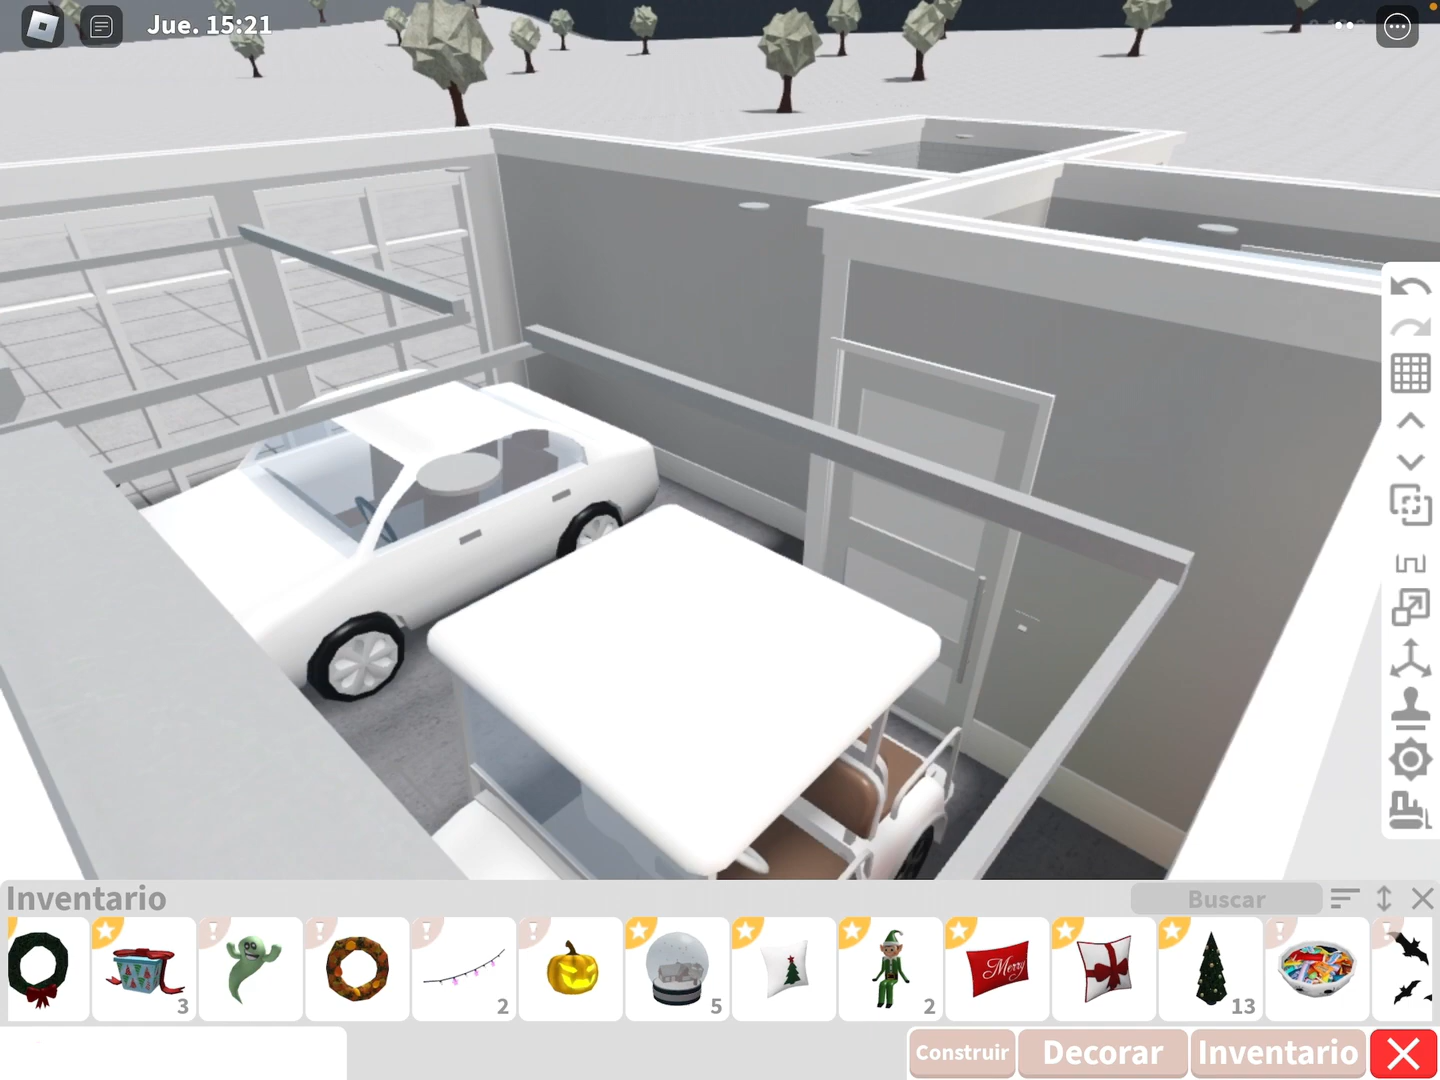 Jue. 15:21
Inventario
Buscar
3
2
5
Merry
2
13
Construir
Decorar
Inventario